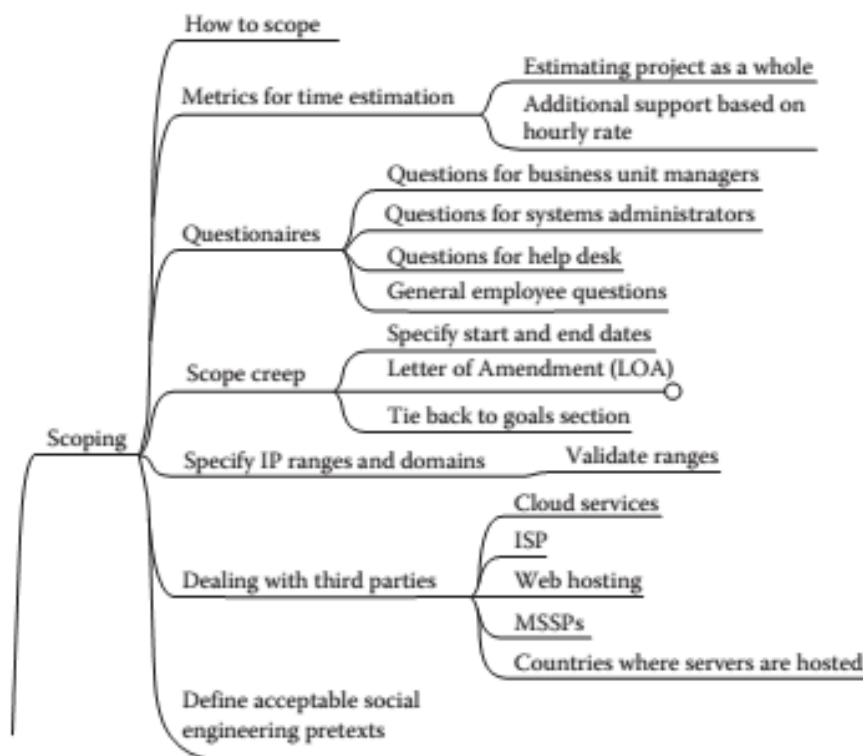 How to scope
Metrics for time estimation
Estimating project as a whole
Additional support based on
hourly rate
Questionaires
Questions for business unit managers
Questions for systems administrators
Questions for help desk
General employee questions
Scope creep
Specify start and end dates
Letter of Amendment (LOA)
Tie back to goals section
Scoping
Specify IP ranges and domains
Validate ranges
Dealing with third parties
Cloud services
ISP
Web hosting
MSSPs
Countries where servers are hosted
Define acceptable social
engineering pretexts